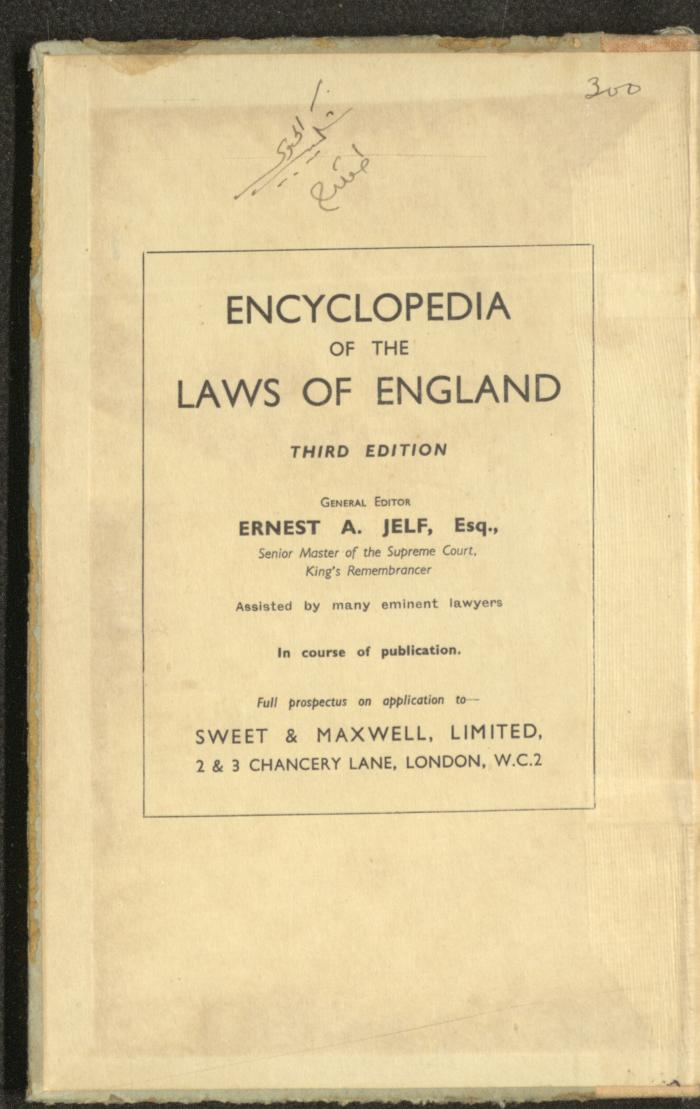 300
ENCYCLOPEDIA
OF THE
LAWS OF ENGLAND
THIRD EDITION
GENERAL EDITOR
ERNEST A. JELF, Esq.,
Senior Master of the Supreme Court,
King's Remembrancer
Assisted by many eminent lawyers
In course of publication.
Full prospectus on application to—
SWEET & MAXWELL, LIMITED,
2 & 3 CHANCERY LANE, LONDON, W.C.2